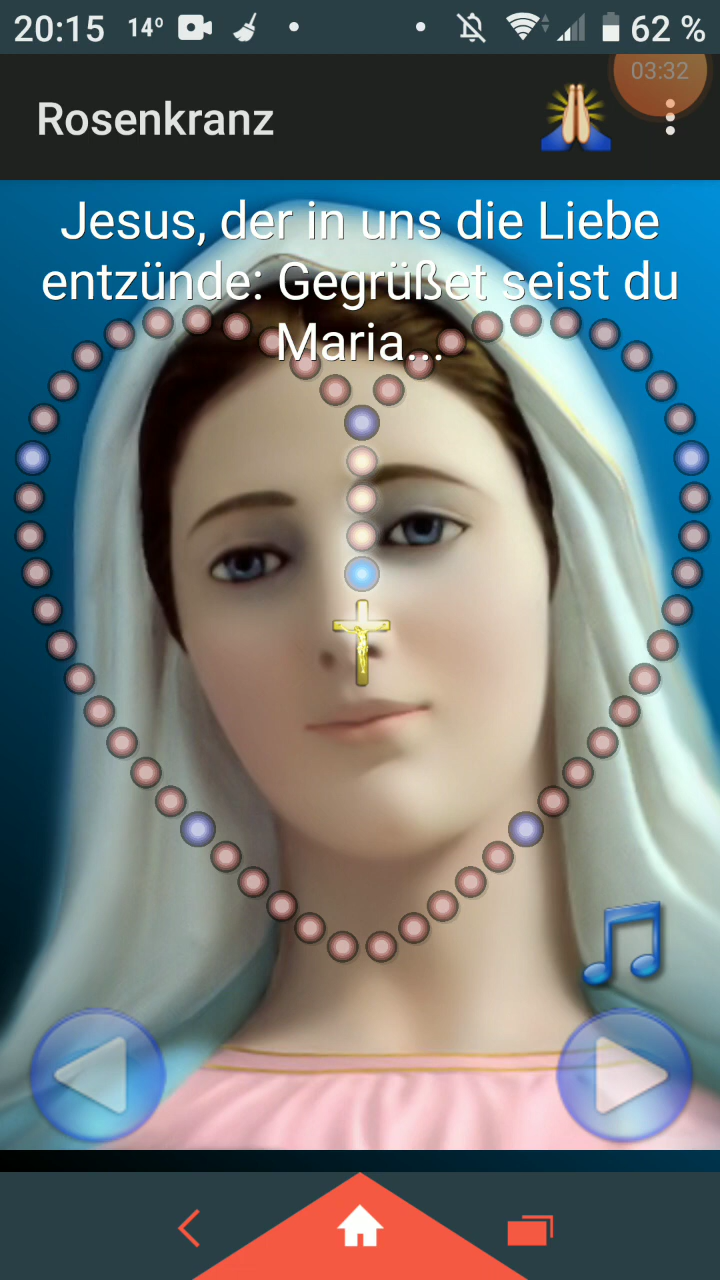 20:15 14° 62 %
03:32
Rosenkranz
Jesus, der in uns die Liebe
entzünde: Gegrüßet seist du
Maria...